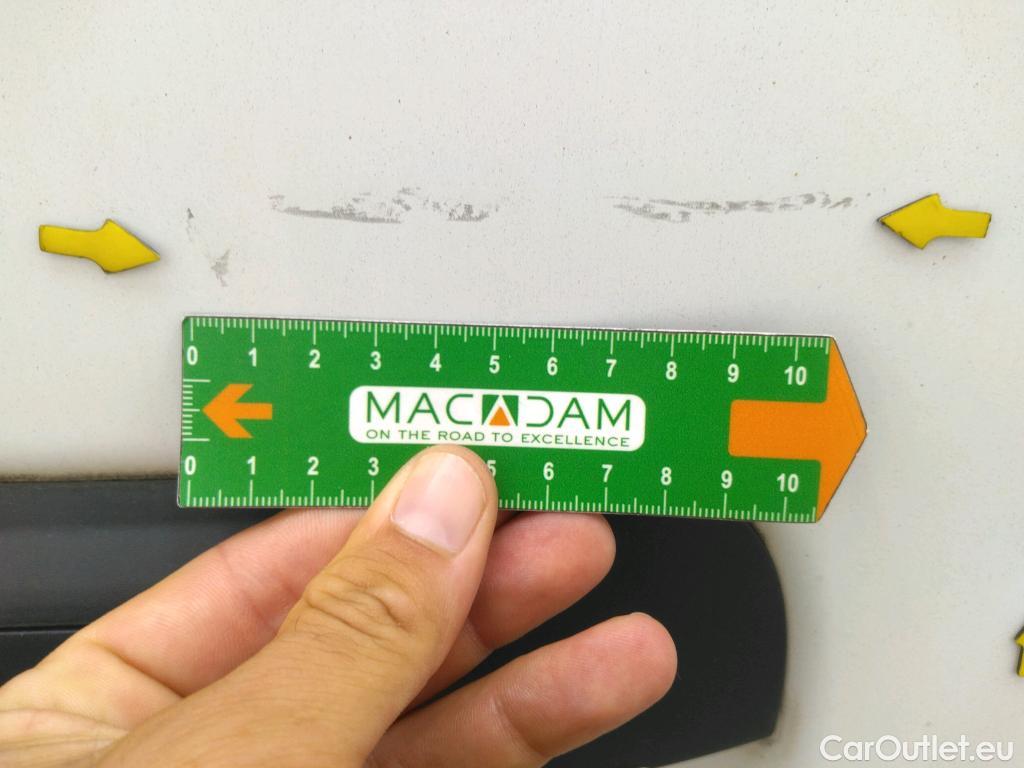 0 1 2 3 4 5 6 7 8 9 10
MACADAM
ON THE ROAD TO EXCELLENCE
0 1 2 3 5 6 7 8 9 10
CarOutlet.eu